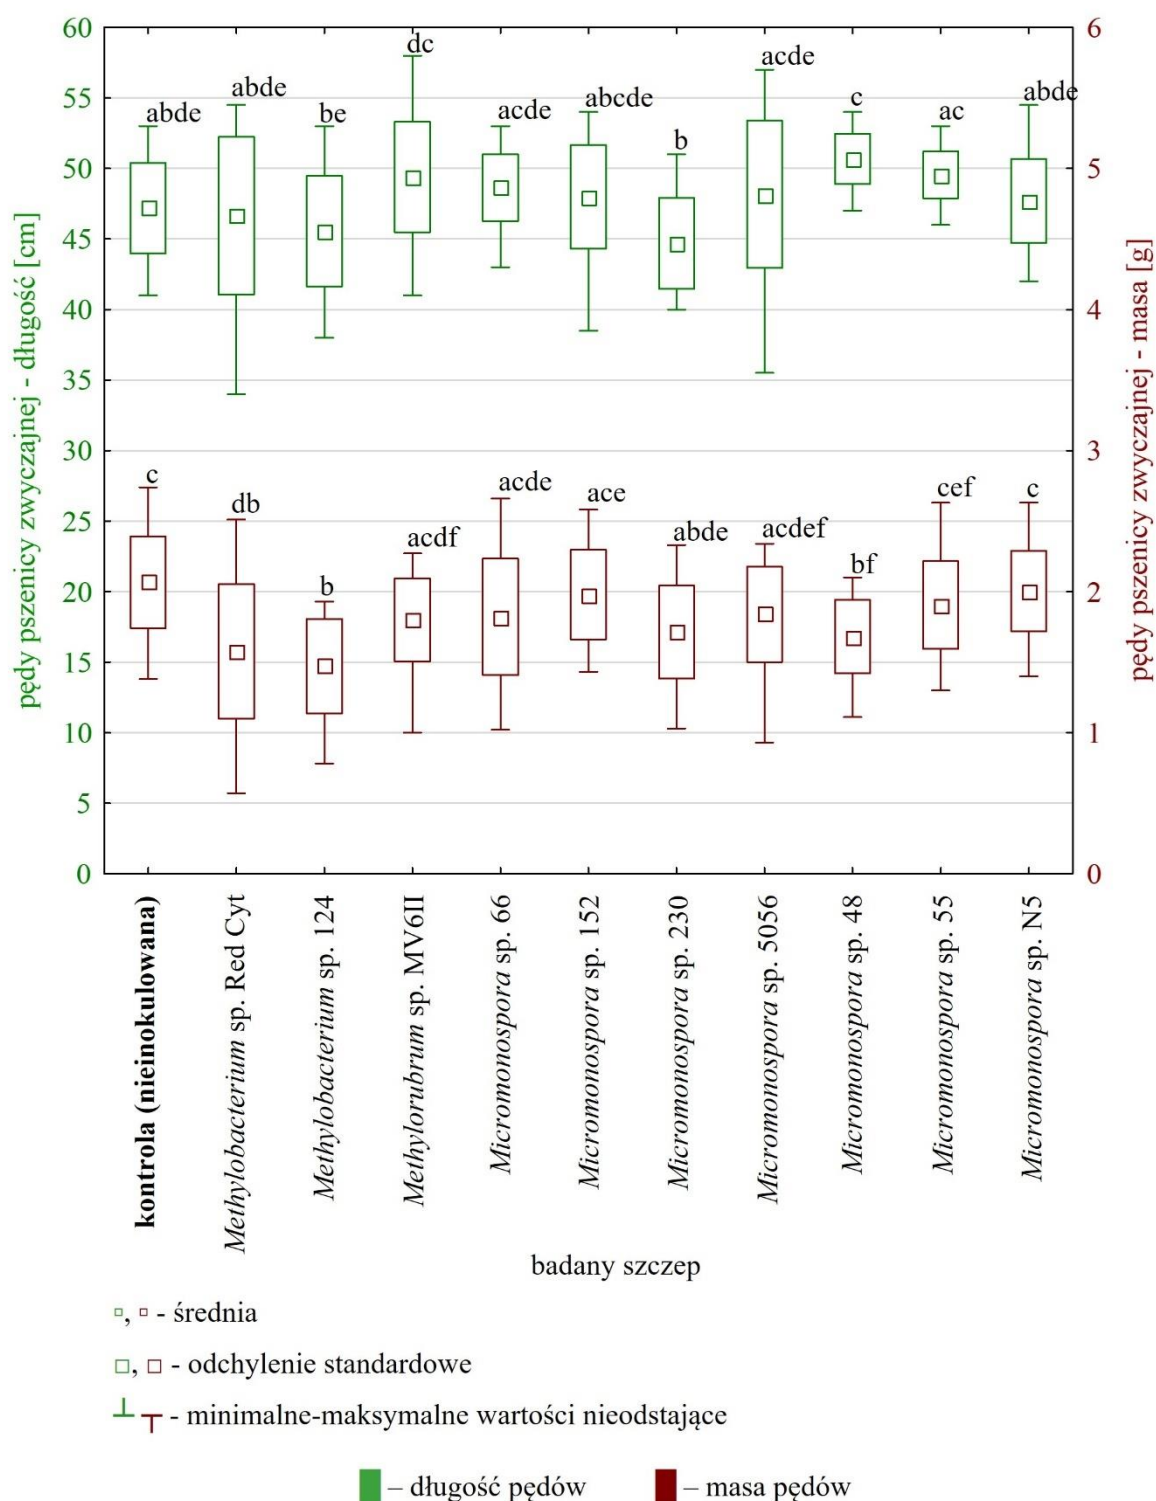 60
55
50
45
40
35
30
25
20
15
10
5
0
pędy pszenicy zwyczajnej - długość [cm]
6
5
4
3
2
1
0
pędy pszenicy zwyczajnej - masa [g]
abde
abde
be
dc
acde
abcde
b
acde
c
ac
abde
c
db
b
acdf
acde
ace
abde
acdef
bf
cef
c
kontrola (nieinokulowana)
Methylobacterium sp. Red Cyt
Methylobacterium sp. 124
Methylorubrum sp. MV6II
Micromonospora sp. 66
Micromonospora sp. 152
Micromonospora sp. 230
Micromonospora sp. 5056
Micromonospora sp. 48
Micromonospora sp. 55
Micromonospora sp. N5
badany szczep
, - średnia
, - odchylenie standardowe
- minimalne-maksymalne wartości nieodstające
– długość pędów
– masa pędów